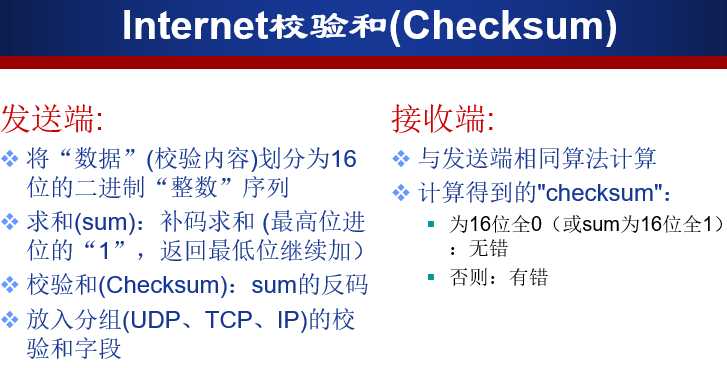 Internet校验和(Checksum)
发送端:
将“数据”(校验内容)划分为16
位的二进制“整数”序列
求和(sum)：补码求和 (最高位进
位的“1”，返回最低位继续加）
校验和(Checksum)：sum的反码
放入分组(UDP、TCP、IP)的校
验和字段
接收端:
与发送端相同算法计算
计算得到的"checksum"：
为16位全0（或sum为16位全1）
：无错
否则：有错